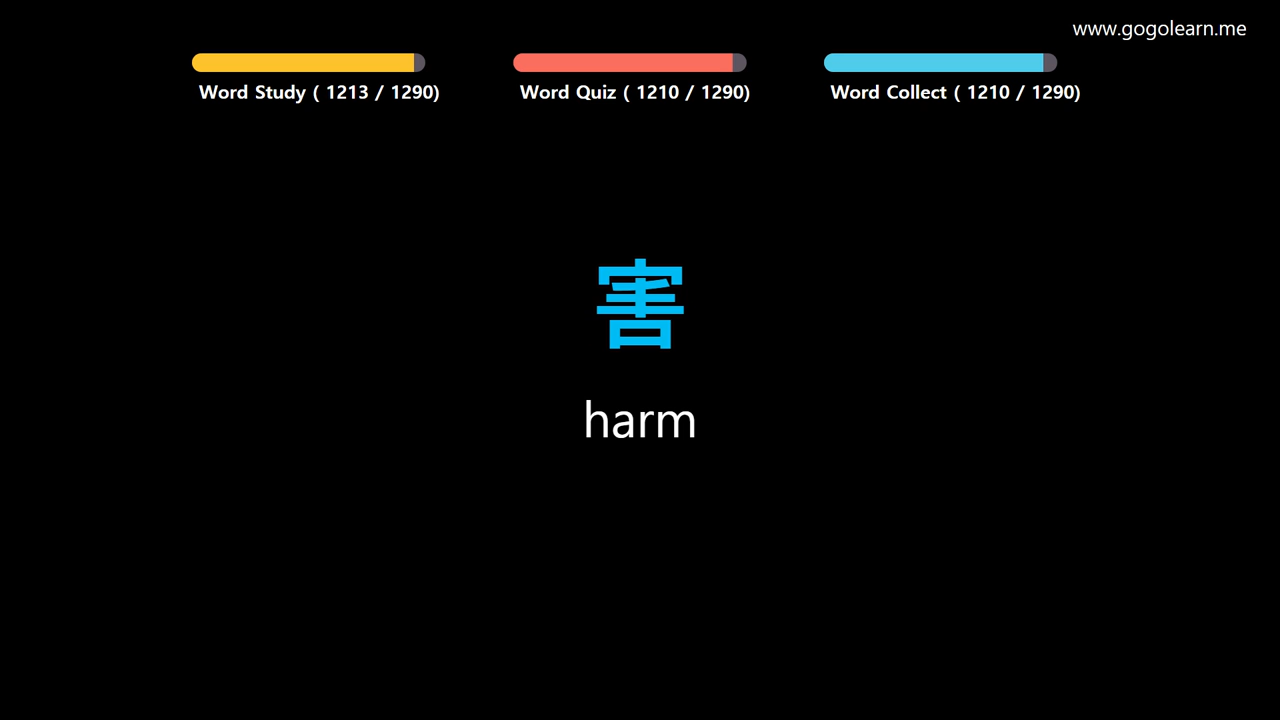 www.gogolearn.me
Word Study ( 1213 / 1290)
Word Quiz ( 1210 / 1290)
Word Collect ( 1210 / 1290)
害
harm